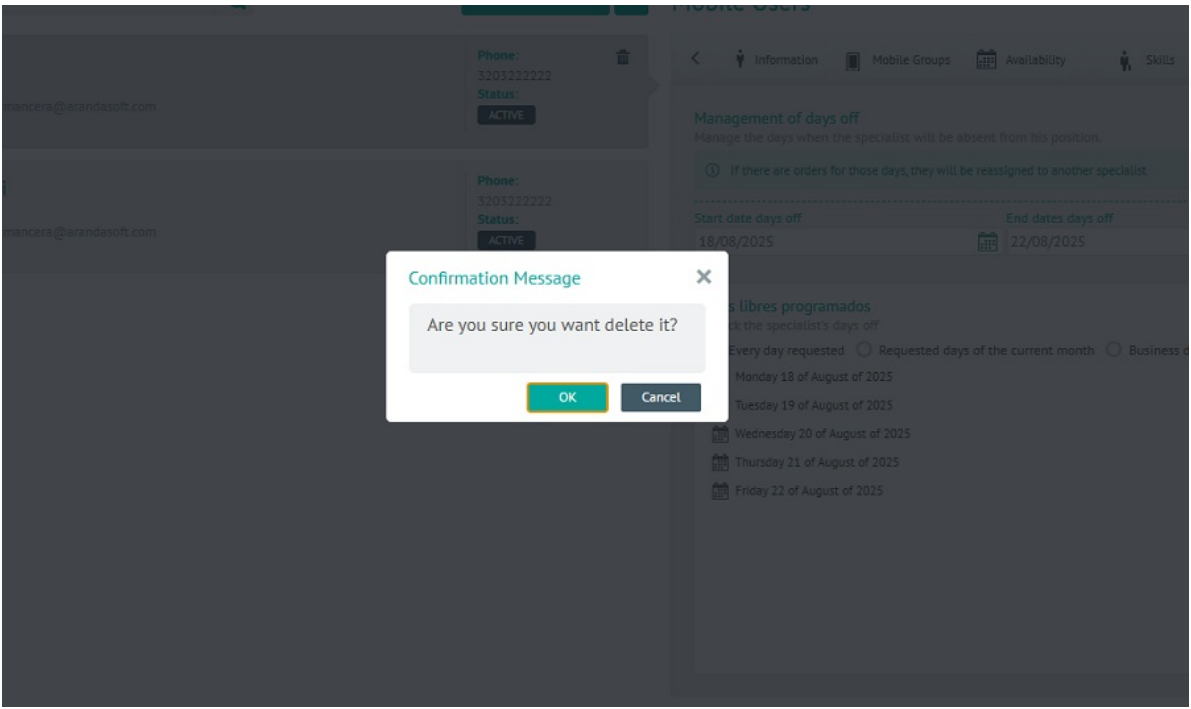 Mobile Users
Phone:
3203222222
Status:
ACTIVE
mancera@arandasoft.com
Phone:
3203222222
Status:
ACTIVE
mancera@arandasoft.com
Information
Mobile Groups
Availability
Skills
Management of days off
Manage the days when the specialist will be absent from his position.
If there are orders for those days, they will be reassigned to another specialist
Start date days off
End dates days off
18/08/2025
22/08/2025
Confirmation Message
Are you sure you want delete it?
OK
Cancel
libres programados
the specialist's days off
Every day requested
Requested days of the current month
Business
Monday 18 of August of 2025
Tuesday 19 of August of 2025
Wednesday 20 of August of 2025
Thursday 21 of August of 2025
Friday 22 of August of 2025